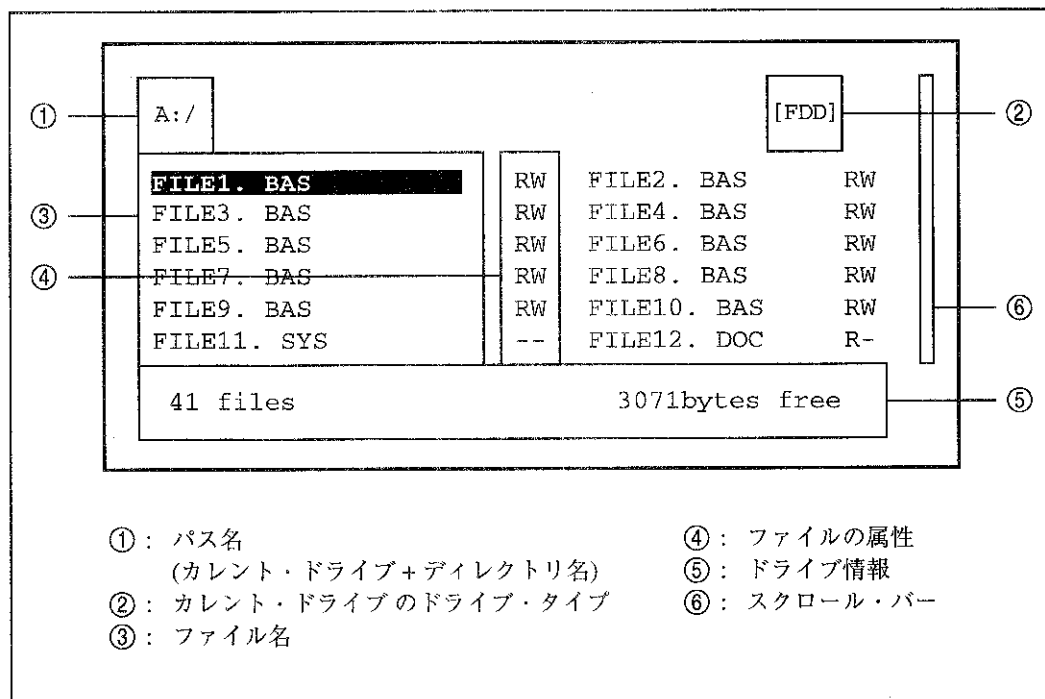 ① A:/ [FDD] ②
FILE1. BAS RW FILE2. BAS RW
③ FILE3. BAS RW FILE4. BAS RW
FILE5. BAS RW FILE6. BAS RW
④ FILE7. BAS RW FILE8. BAS RW
FILE9. BAS RW FILE10. BAS RW ⑥
FILE11. SYS -- FILE12. DOC R-
41 files 3071bytes free ⑤
①: パス名
(カレント・ドライブ+ディレクトリ名)
②: カレント・ドライブのドライブ・タイプ
③: ファイル名
④: ファイルの属性
⑤: ドライブ情報
⑥: スクロール・バー